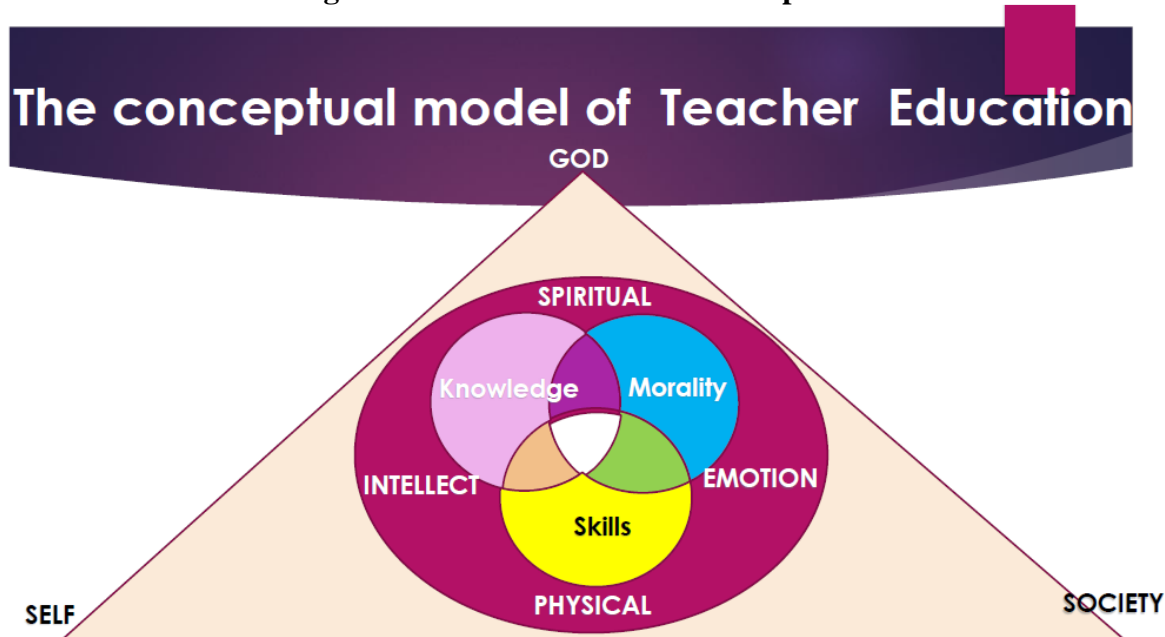 The conceptual model of Teacher Education
GOD
SPIRITUAL
Knowledge Morality
INTELLECT EMOTION
Skills
PHYSICAL
SELF SOCIETY